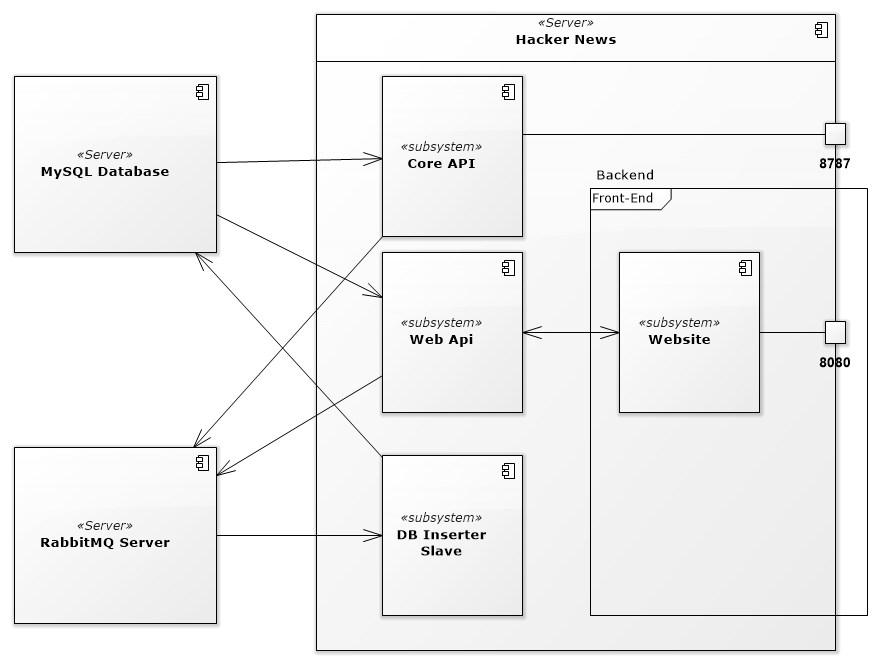 «Server»
Hacker News
«Server»
MySQL Database
«subsystem»
Core API
8787
Backend
Front-End
«subsystem»
Web Api
«subsystem»
Website
8080
«Server»
RabbitMQ Server
«subsystem»
DB Inserter
Slave